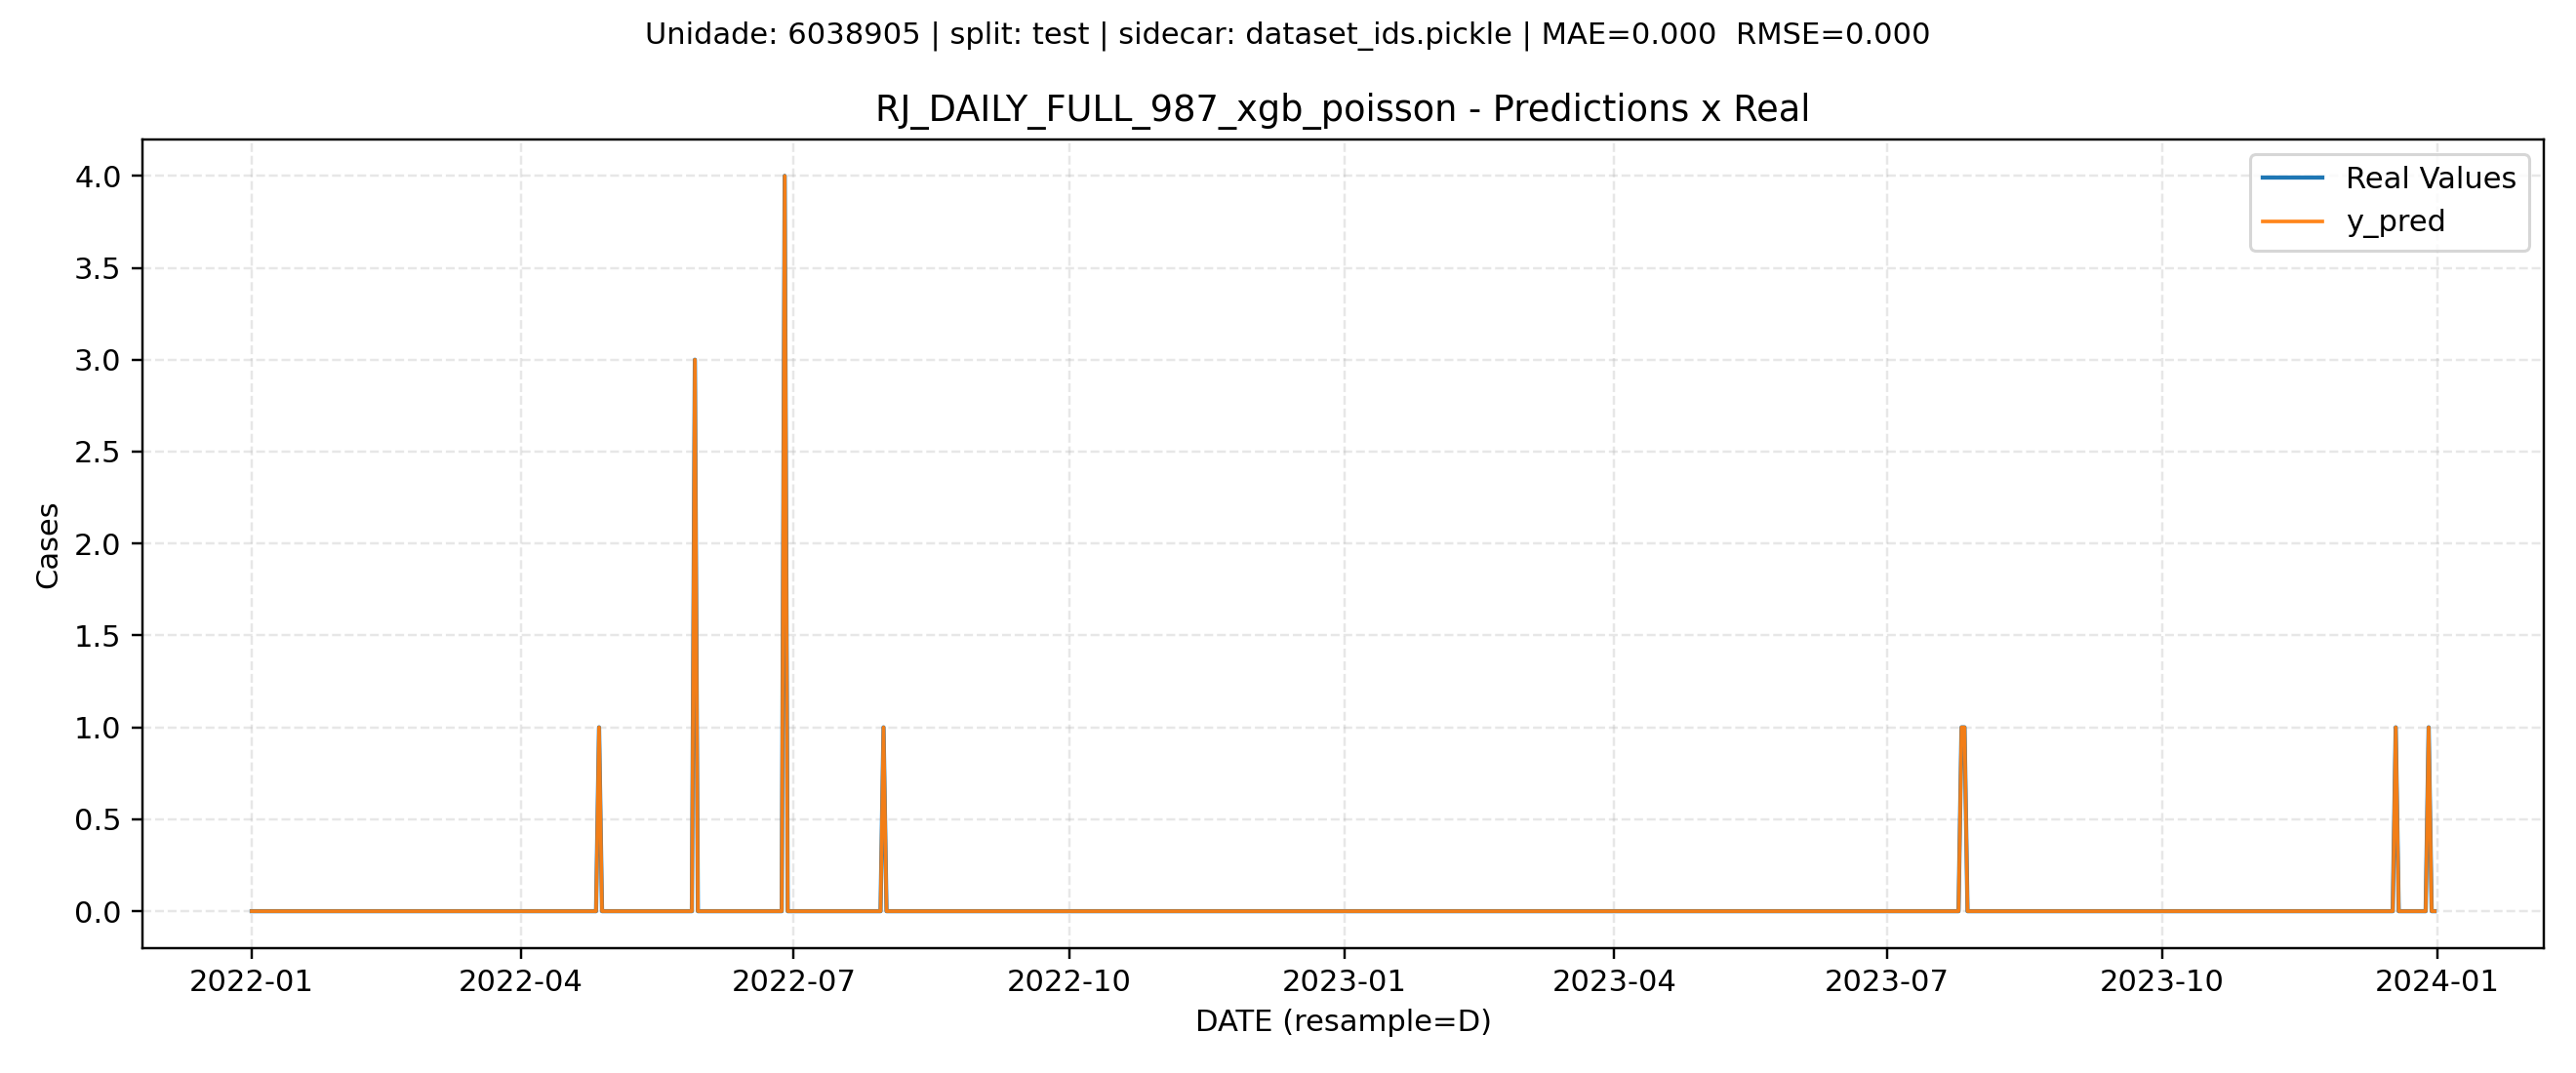 Unidade: 6038905 | split: test | sidecar: dataset_ids.pickle | MAE=0.000  RMSE=0.000
RJ_DAILY_FULL_987_xgb_poisson - Predictions x Real
Real Values
y_pred
4.0
3.5
3.0
2.5
2.0
1.5
1.0
0.5
0.0
Cases
2022-01 2022-04 2022-07 2022-10 2023-01 2023-04 2023-07 2023-10 2024-01
DATE (resample=D)